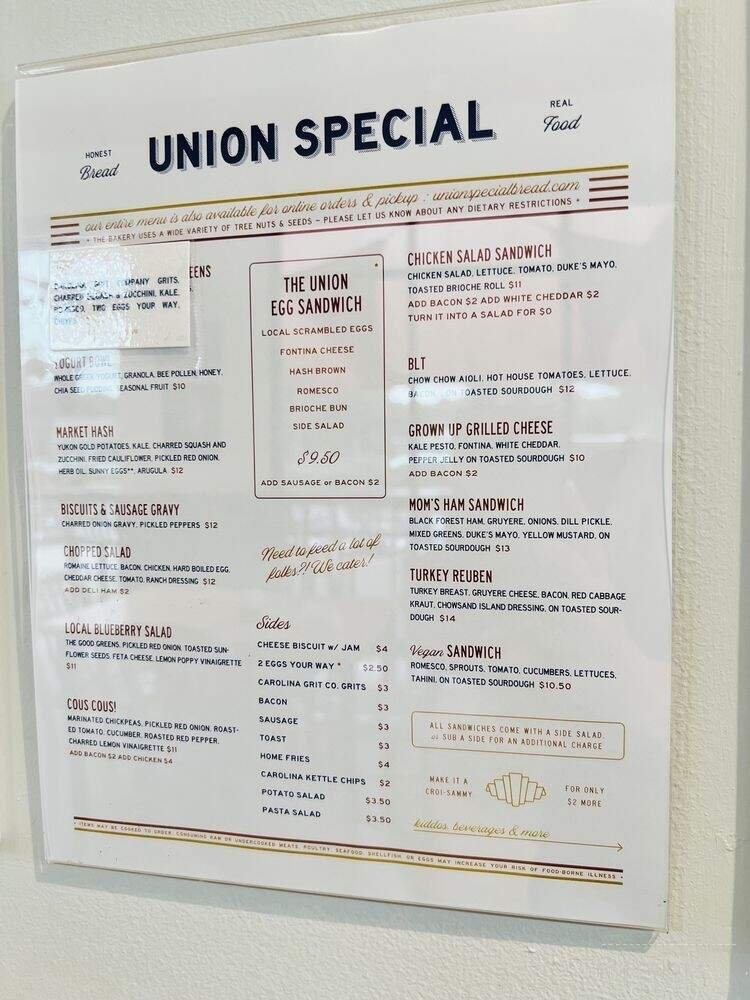 HONEST
Bread
UNION SPECIAL
REAL
Food
our entire menu is also available for online orders & pickup : unionspecialbread.com
• THE BAKERY USES A WIDE VARIETY OF TREE NUTS & SEEDS – PLEASE LET US KNOW ABOUT ANY DIETARY RESTRICTIONS •
COMPANY GRITS,
CHARRED SQUASH & ZUCCHINI, KALE,
ROMESCO, TWO EGGS YOUR WAY,
CHIVES
YOGURT BOWL
WHOLE GREEK YOGURT, GRANOLA, BEE POLLEN, HONEY,
CHIA SEED PUDDING, SEASONAL FRUIT $10
MARKET HASH
YUKON GOLD POTATOES, KALE, CHARRED SQUASH AND
ZUCCHINI, FRIED CAULIFLOWER, PICKLED RED ONION,
HERB OIL, SUNNY EGGS**, ARUGULA $12
BISCUITS & SAUSAGE GRAVY
CHARRED ONION GRAVY, PICKLED PEPPERS $12
CHOPPED SALAD
ROMAINE LETTUCE, BACON, CHICKEN, HARD BOILED EGG,
CHEDDAR CHEESE, TOMATO, RANCH DRESSING $12
ADD DELI HAM $2
LOCAL BLUEBERRY SALAD
THE GOOD GREENS, PICKLED RED ONION, TOASTED SUN-
FLOWER SEEDS, FETA CHEESE, LEMON POPPY VINAIGRETTE
$11
COUS COUS!
MARINATED CHICKPEAS, PICKLED RED ONION, ROAST-
ED TOMATO, CUCUMBER, ROASTED RED PEPPER,
CHARRED LEMON VINAIGRETTE $11
ADD BACON $2 ADD CHICKEN $4
*
THE UNION
EGG SANDWICH
LOCAL SCRAMBLED EGGS
FONTINA CHEESE
HASH BROWN
ROMESCO
BRIOCHE BUN
SIDE SALAD
$9.50
ADD SAUSAGE or BACON $2
Need to feed a lot of
folks?! We cater!
Sides
CHEESE BISCUIT w/ JAM $4
2 EGGS YOUR WAY * $2.50
CAROLINA GRIT CO. GRITS $3
BACON $3
SAUSAGE $3
TOAST $3
HOME FRIES $4
CAROLINA KETTLE CHIPS $2
POTATO SALAD $3.50
PASTA SALAD $3.50
CHICKEN SALAD SANDWICH
CHICKEN SALAD, LETTUCE, TOMATO, DUKE'S MAYO,
TOASTED BRIOCHE ROLL $11
ADD BACON $2 ADD WHITE CHEDDAR $2
TURN IT INTO A SALAD FOR $0
BLT
CHOW CHOW AIOLI, HOT HOUSE TOMATOES, LETTUCE,
BACON, ON TOASTED SOURDOUGH $12
GROWN UP GRILLED CHEESE
KALE PESTO, FONTINA, WHITE CHEDDAR,
PEPPER JELLY ON TOASTED SOURDOUGH $10
ADD BACON $2
MOM'S HAM SANDWICH
BLACK FOREST HAM, GRUYERE, ONIONS, DILL PICKLE,
MIXED GREENS, DUKE'S MAYO, YELLOW MUSTARD, ON
TOASTED SOURDOUGH $13
TURKEY REUBEN
TURKEY BREAST, GRUYERE CHEESE, BACON, RED CABBAGE
KRAUT, CHOWSAND ISLAND DRESSING, ON TOASTED SOUR-
DOUGH $14
Vegan SANDWICH
ROMESCO, SPROUTS, TOMATO, CUCUMBERS, LETTUCES,
TAHINI, ON TOASTED SOURDOUGH $10.50
ALL SANDWICHES COME WITH A SIDE SALAD,
or SUB A SIDE FOR AN ADDITIONAL CHARGE
MAKE IT A
CROI-SAMMY
FOR ONLY
$2 MORE
kiddos, beverages & more
• ITEMS MAY BE COOKED TO ORDER. CONSUMING RAW OR UNDERCOOKED MEATS, POULTRY, SEAFOOD, SHELLFISH, OR EGGS MAY INCREASE YOUR RISK OF FOOD-BORNE ILLNESS •